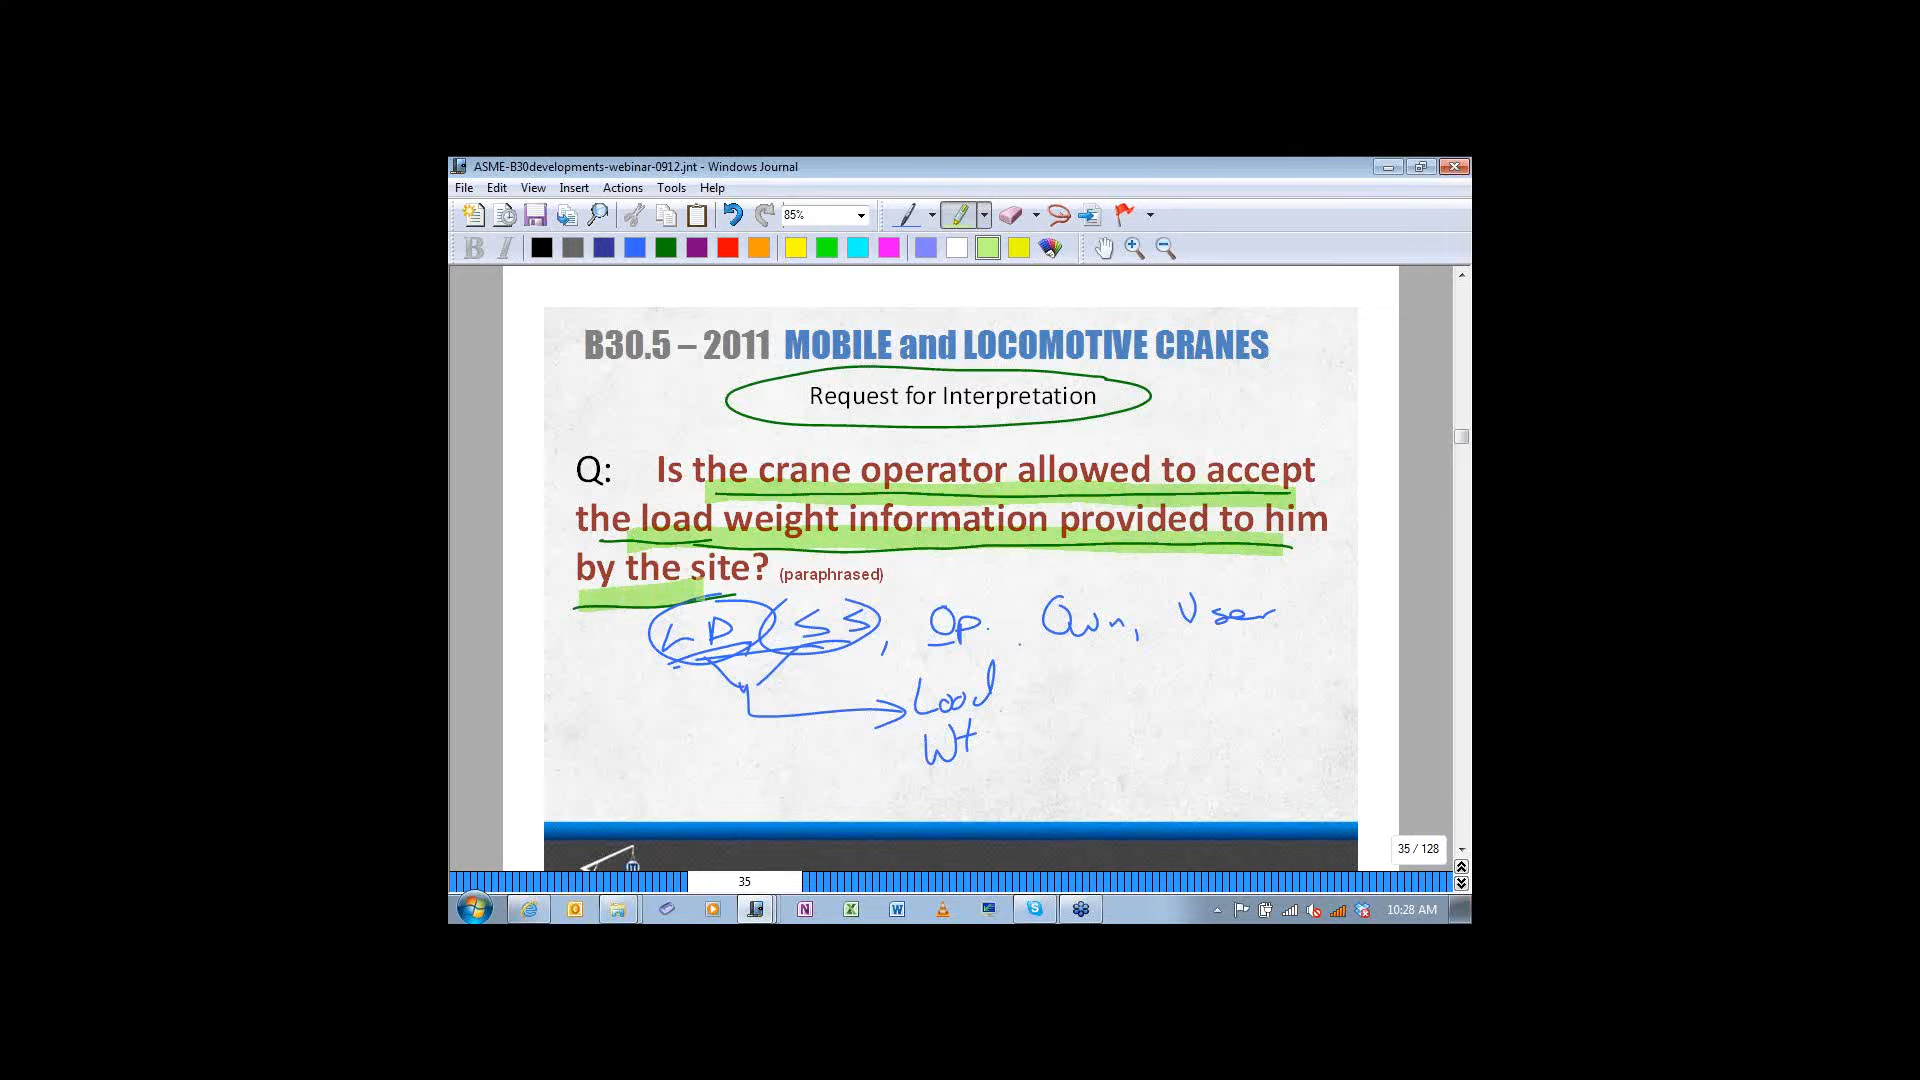 ASME-B30developments-webinar-0912.jnt - Windows Journal
File Edit View Insert Actions Tools Help
85%
B I
B30.5 – 2011 MOBILE and LOCOMOTIVE CRANES
Request for Interpretation
Q: Is the crane operator allowed to accept
the load weight information provided to him
by the site? (paraphrased)
LD SS, Op. Own, User
Load
Wt
35 / 128
35
10:28 AM